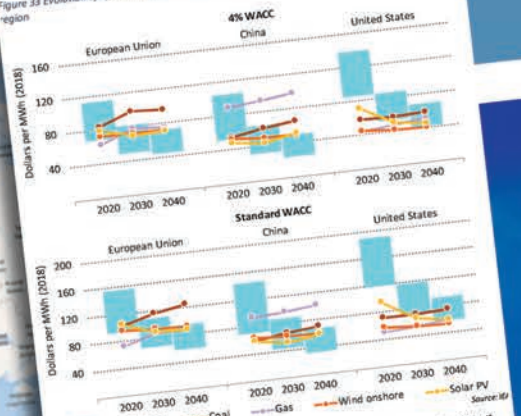 Figure 33
region
4% WACC
European Union China United States
Dollars per MWh (2018)
160
120
80
40
2020 2030 2040 2020 2030 2040 2020 2030 2040
Standard WACC
European Union China United States
Dollars per MWh (2018)
200
160
120
80
40
2020 2030 2040 2020 2030 2040 2020 2030 2040
Coal Gas Wind onshore Solar PV
Source: